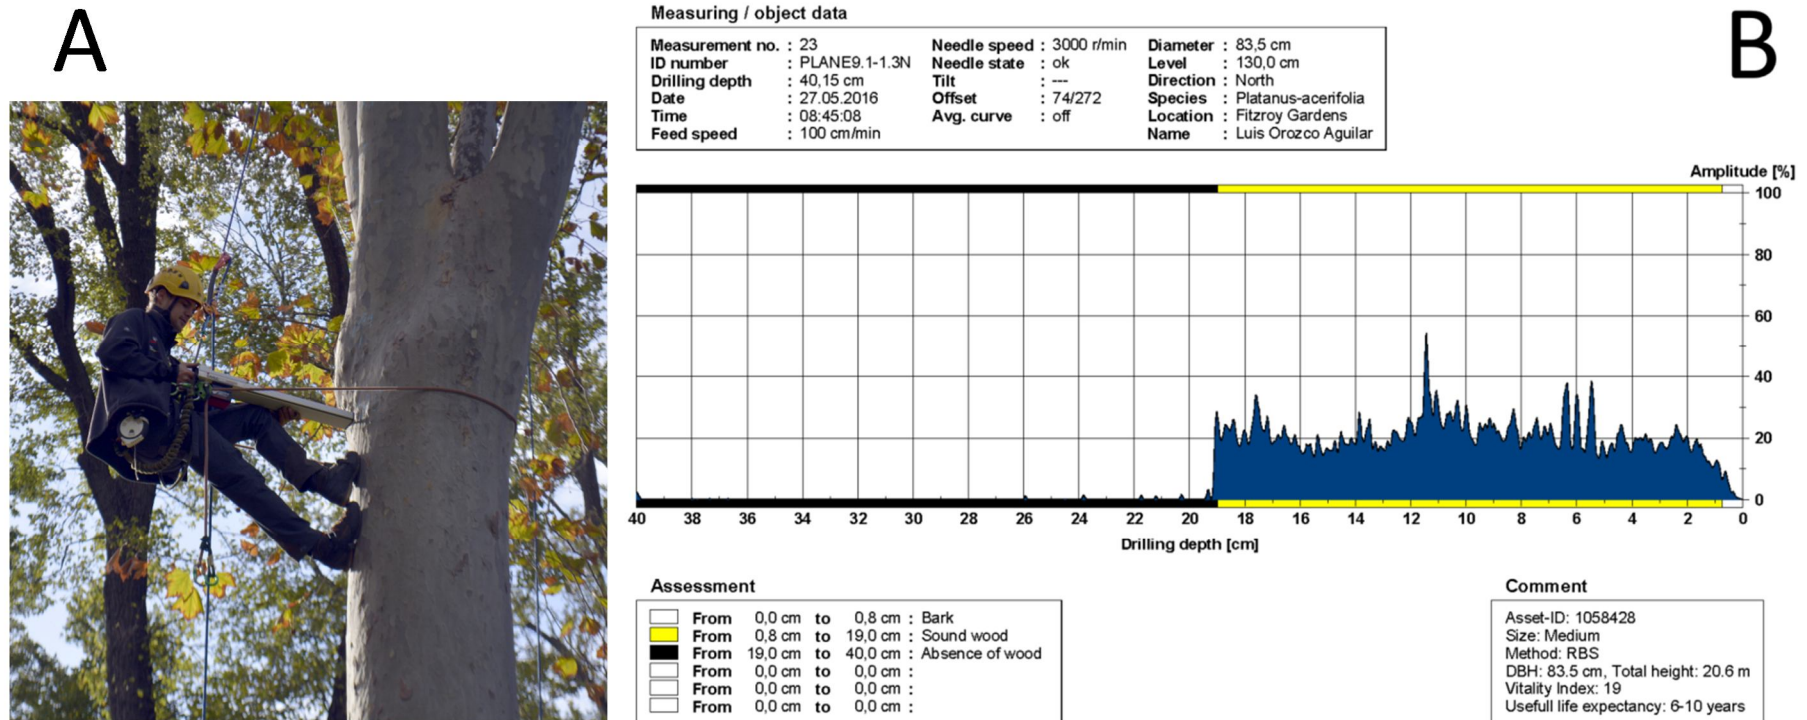 A
B
Measuring / object data
Measurement no. : 23 Needle speed : 3000 r/min Diameter : 83,5 cm
ID number : PLANE9.1-1.3N Needle state : ok Level : 130,0 cm
Drilling depth : 40,15 cm Tilt : --- Direction : North
Date : 27.05.2016 Offset : 74/272 Species : Platanus-acerifolia
Time : 08:45:08 Avg. curve : off Location : Fitzroy Gardens
Feed speed : 100 cm/min Name : Luis Orozco Aguilar
Amplitude [%]
100
80
60
40
20
0
40 38 36 34 32 30 28 26 24 22 20 18 16 14 12 10 8 6 4 2 0
Drilling depth [cm]
Assessment
From 0,0 cm to 0,8 cm : Bark
From 0,8 cm to 19,0 cm : Sound wood
From 19,0 cm to 40,0 cm : Absence of wood
From 0,0 cm to 0,0 cm :
From 0,0 cm to 0,0 cm :
From 0,0 cm to 0,0 cm :
Comment
Asset-ID: 1058428
Size: Medium
Method: RBS
DBH: 83.5 cm, Total height: 20.6 m
Vitality Index: 19
Usefull life expectancy: 6-10 years